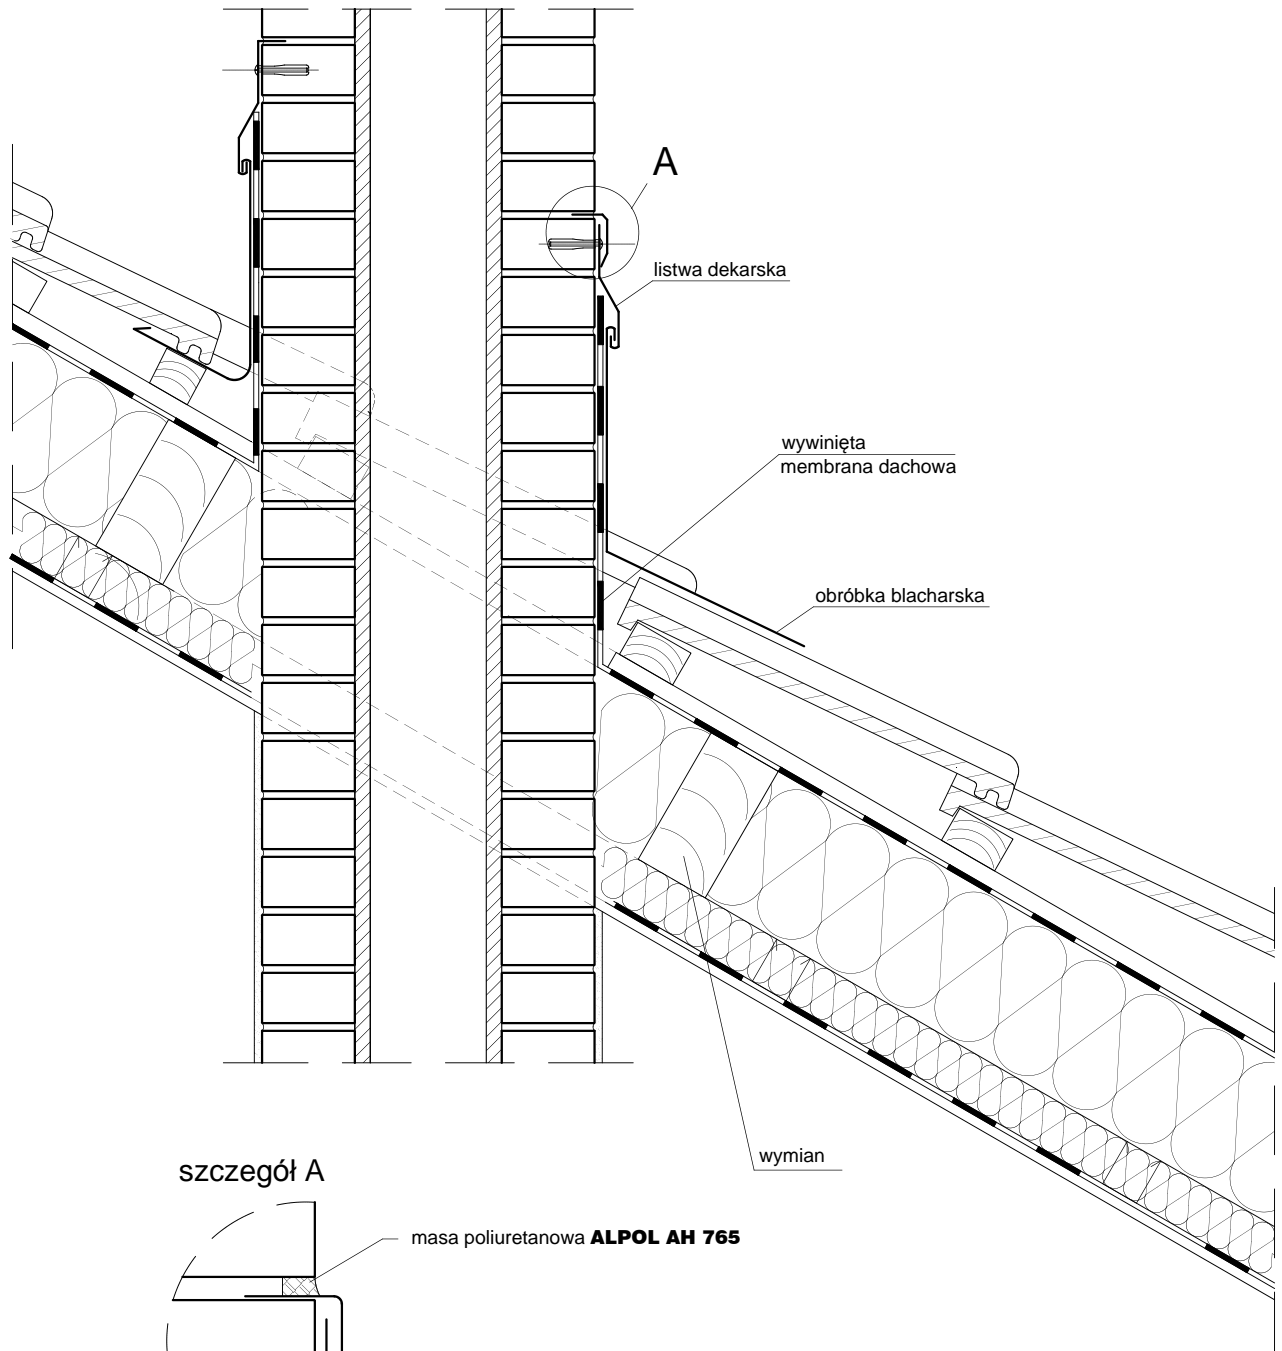 A
listwa dekarska
wywinięta
membrana dachowa
obróbka blacharska
wymian
szczegół A
masa poliuretanowa ALPOL AH 765